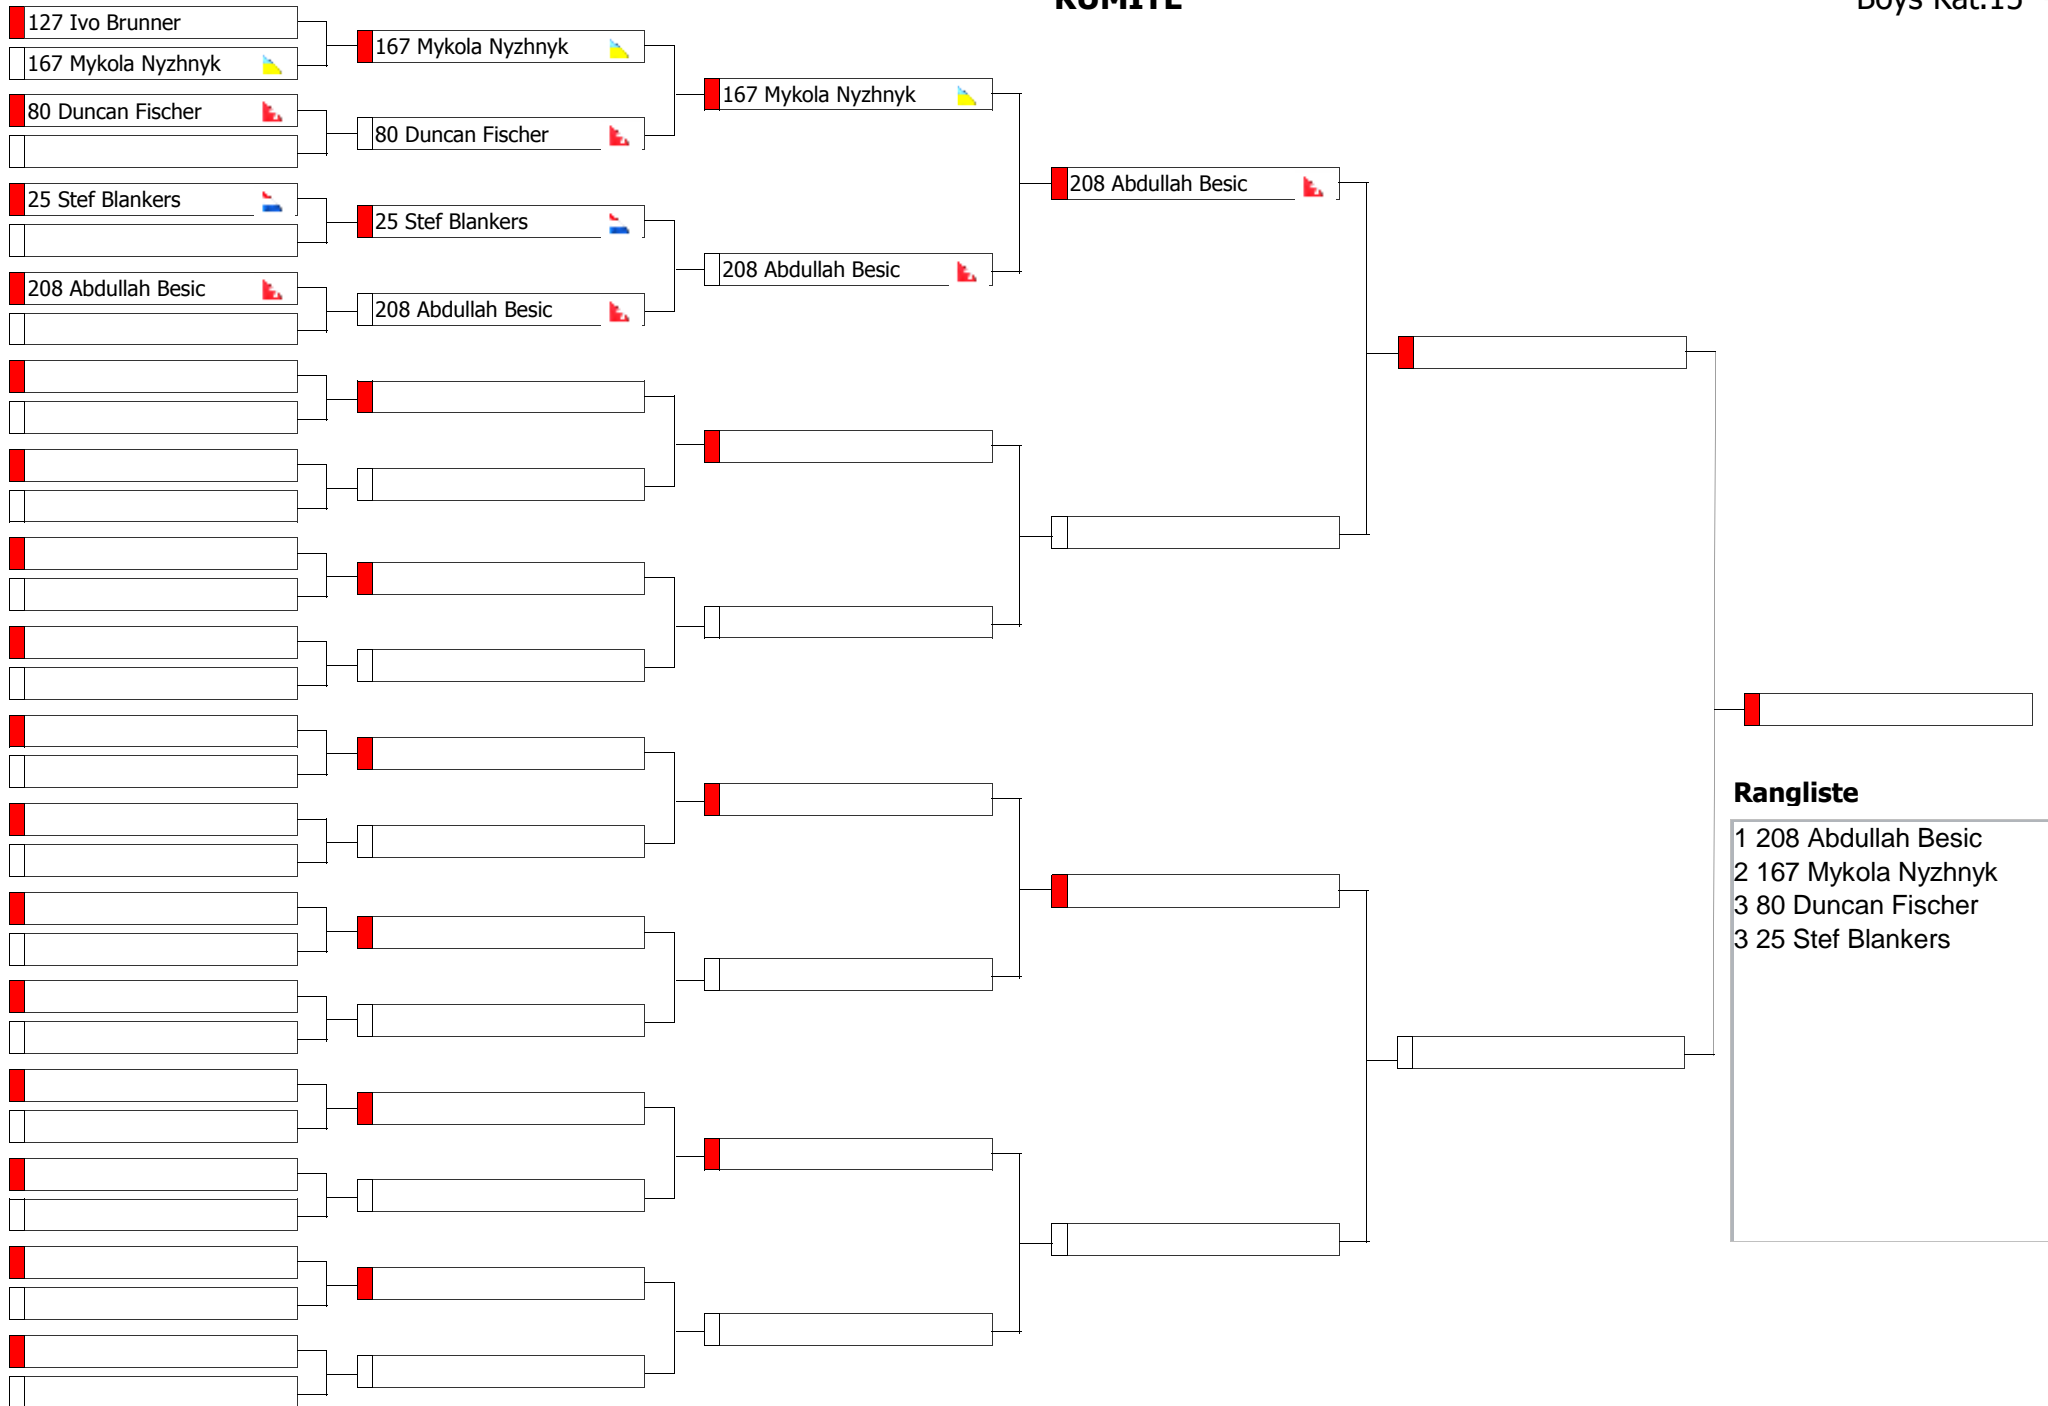 KUMITE
Boys Kat.15
127 Ivo Brunner
167 Mykola Nyzhnyk
80 Duncan Fischer
25 Stef Blankers
208 Abdullah Besic
167 Mykola Nyzhnyk
80 Duncan Fischer
25 Stef Blankers
208 Abdullah Besic
167 Mykola Nyzhnyk
208 Abdullah Besic
208 Abdullah Besic
Rangliste
1 208 Abdullah Besic
2 167 Mykola Nyzhnyk
3 80 Duncan Fischer
3 25 Stef Blankers